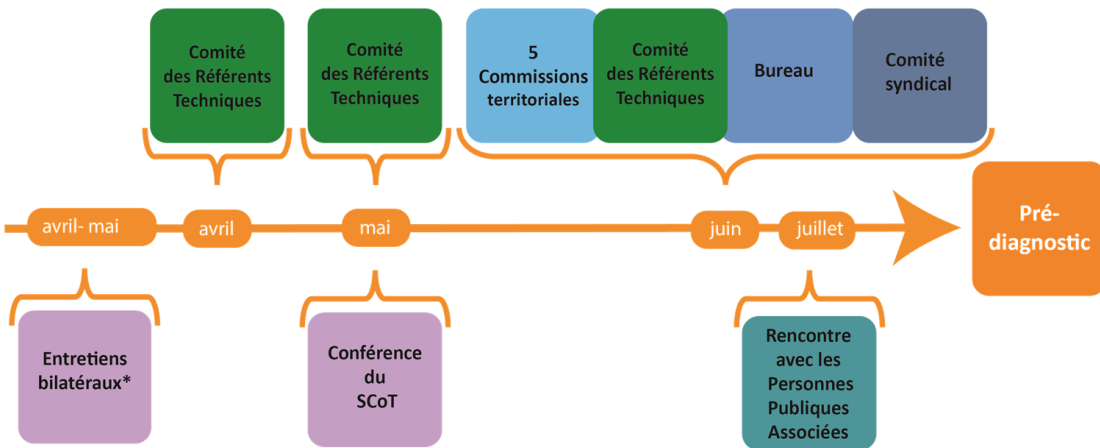 Comité
des Référents
Techniques
Comité
des Référents
Techniques
5
Commissions
territoriales
Comité
des Référents
Techniques
Bureau
Comité
syndical
avril- mai
avril
mai
juin
juillet
Pré-
diagnostic
Entretiens
bilatéraux*
Conférence
du
SCoT
Rencontre
avec les
Personnes
Publiques
Associées